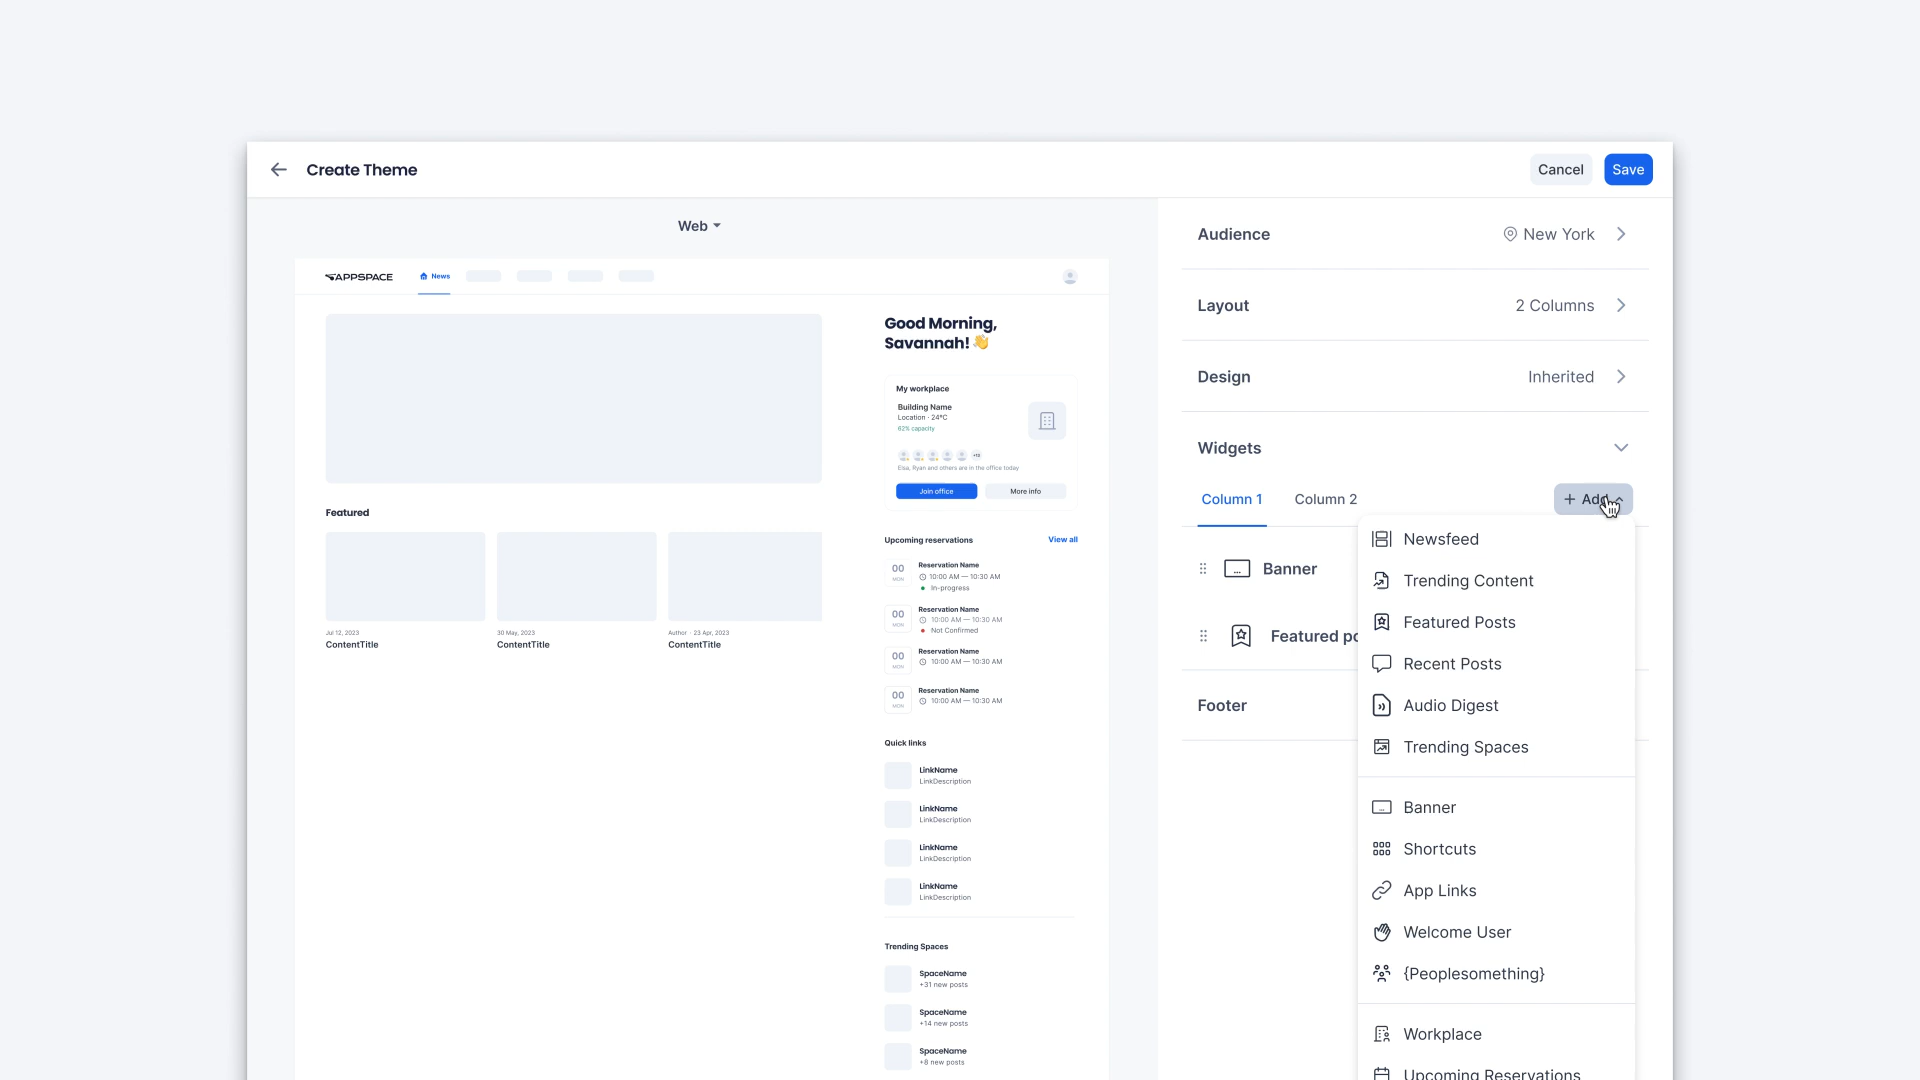 Create Theme
Cancel
Save
Web
APPSPACE
News
Good Morning,
Savannah! 👋
My workplace
Building Name
Location · 24ºC
62% capacity
+12
Elsa, Ryan and others are in the office today
Join office
More info
Featured
Jul 12, 2023
ContentTitle
30 May, 2023
ContentTitle
Author · 23 Apr, 2023
ContentTitle
Upcoming reservations
View all
00
MON
Reservation Name
10:00 AM — 10:30 AM
In-progress
00
MON
Reservation Name
10:00 AM — 10:30 AM
Not Confirmed
00
MON
Reservation Name
10:00 AM — 10:30 AM
00
MON
Reservation Name
10:00 AM — 10:30 AM
Quick links
LinkName
LinkDescription
LinkName
LinkDescription
LinkName
LinkDescription
LinkName
LinkDescription
Trending Spaces
SpaceName
+31 new posts
SpaceName
+14 new posts
SpaceName
+8 new posts
Audience
New York
Layout
2 Columns
Design
Inherited
Widgets
Column 1
Column 2
+ Add
Banner
Featured po
Footer
Newsfeed
Trending Content
Featured Posts
Recent Posts
Audio Digest
Trending Spaces
Banner
Shortcuts
App Links
Welcome User
{Peoplesomething}
Workplace
Upcoming Reservations